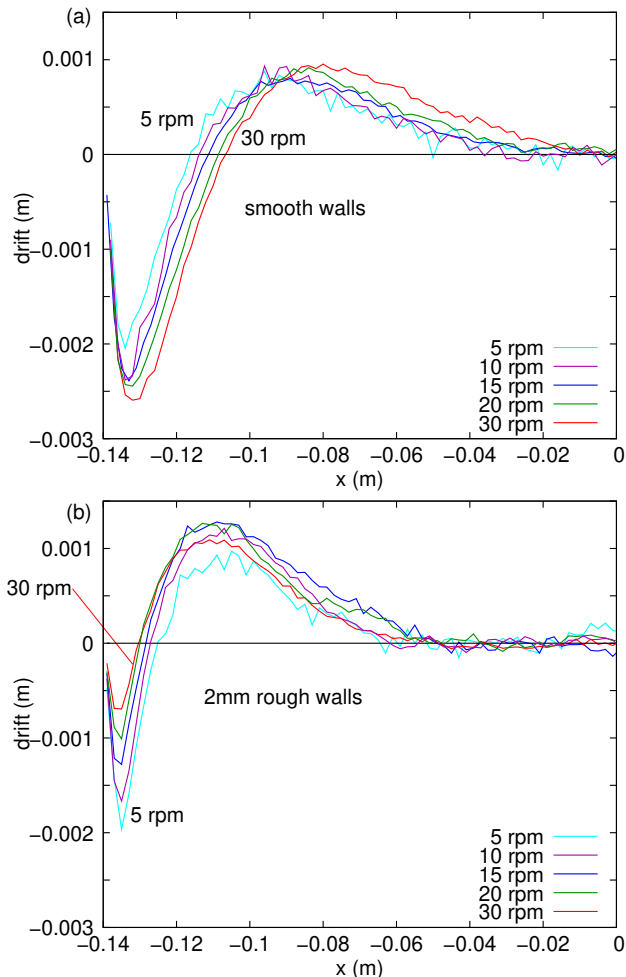 (a)
0.001
0
−0.001
−0.002
−0.003
drift (m)
5 rpm
30 rpm
smooth walls
5 rpm
10 rpm
15 rpm
20 rpm
30 rpm
−0.14 −0.12 −0.1 −0.08 −0.06 −0.04 −0.02 0
x (m)
(b)
0.001
0
−0.001
−0.002
−0.003
drift (m)
30 rpm
2mm rough walls
5 rpm
5 rpm
10 rpm
15 rpm
20 rpm
30 rpm
−0.14 −0.12 −0.1 −0.08 −0.06 −0.04 −0.02 0
x (m)